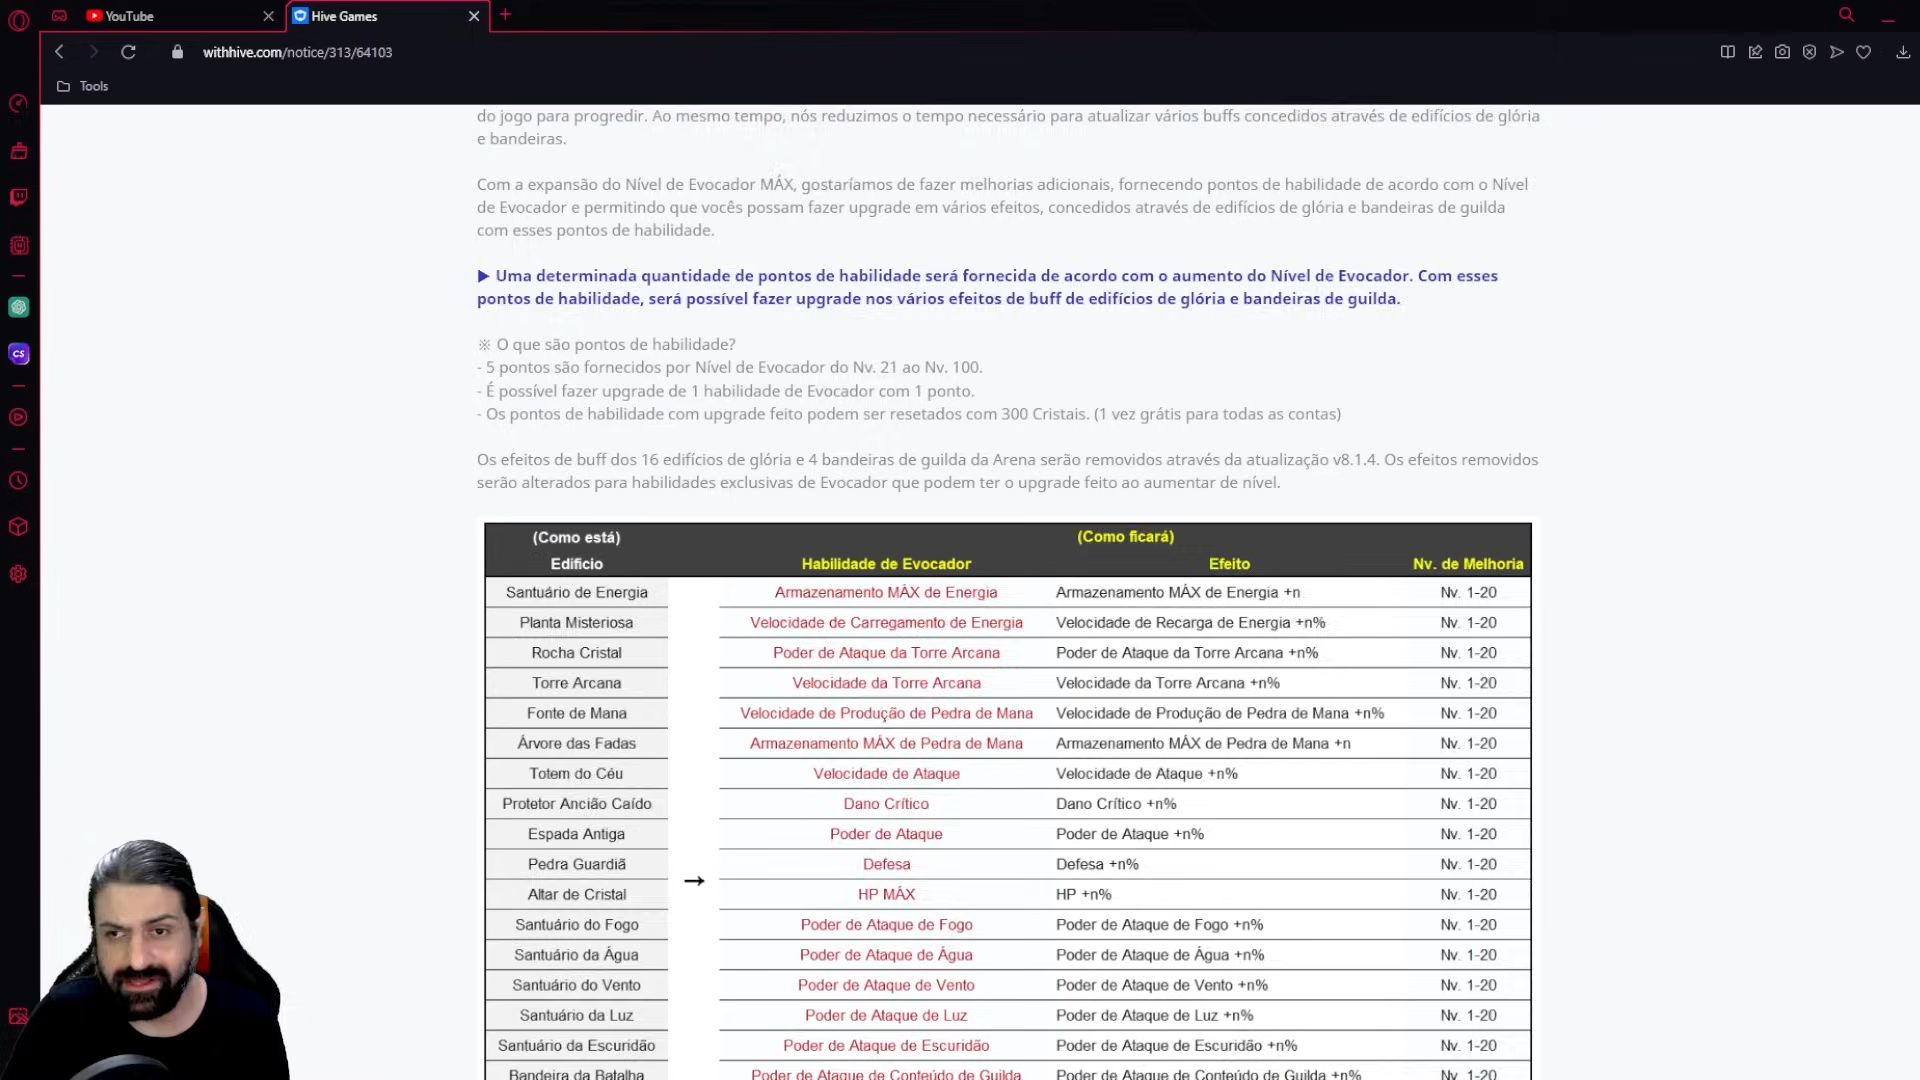 YouTube
Hive Games
withhive.com/notice/313/64103
Tools
CS
do jogo para progredir. Ao mesmo tempo, nós reduzimos o tempo necessário para atualizar vários buffs concedidos através de edifícios de glória
e bandeiras.
Com a expansão do Nível de Evocador MÁX, gostaríamos de fazer melhorias adicionais, fornecendo pontos de habilidade de acordo com o Nível
de Evocador e permitindo que vocês possam fazer upgrade em vários efeitos, concedidos através de edifícios de glória e bandeiras de guilda
com esses pontos de habilidade.
▶ Uma determinada quantidade de pontos de habilidade será fornecida de acordo com o aumento do Nível de Evocador. Com esses
pontos de habilidade, será possível fazer upgrade nos vários efeitos de buff de edifícios de glória e bandeiras de guilda.
※ O que são pontos de habilidade?
- 5 pontos são fornecidos por Nível de Evocador do Nv. 21 ao Nv. 100.
- É possível fazer upgrade de 1 habilidade de Evocador com 1 ponto.
- Os pontos de habilidade com upgrade feito podem ser resetados com 300 Cristais. (1 vez grátis para todas as contas)
Os efeitos de buff dos 16 edifícios de glória e 4 bandeiras de guilda da Arena serão removidos através da atualização v8.1.4. Os efeitos removidos
serão alterados para habilidades exclusivas de Evocador que podem ter o upgrade feito ao aumentar de nível.
(Como está) (Como ficará)
Edificio Habilidade de Evocador Efeito Nv. de Melhoria
Santuário de Energia Armazenamento MÁX de Energia Armazenamento MÁX de Energia +n Nv. 1-20
Planta Misteriosa Velocidade de Carregamento de Energia Velocidade de Recarga de Energia +n% Nv. 1-20
Rocha Cristal Poder de Ataque da Torre Arcana Poder de Ataque da Torre Arcana +n% Nv. 1-20
Torre Arcana Velocidade da Torre Arcana Velocidade da Torre Arcana +n% Nv. 1-20
Fonte de Mana Velocidade de Produção de Pedra de Mana Velocidade de Produção de Pedra de Mana +n% Nv. 1-20
Árvore das Fadas Armazenamento MÁX de Pedra de Mana Armazenamento MÁX de Pedra de Mana +n Nv. 1-20
Totem do Céu Velocidade de Ataque Velocidade de Ataque +n% Nv. 1-20
Protetor Ancião Caído Dano Crítico Dano Crítico +n% Nv. 1-20
Espada Antiga Poder de Ataque Poder de Ataque +n% Nv. 1-20
Pedra Guardiã Defesa Defesa +n% Nv. 1-20
Altar de Cristal → HP MÁX HP +n% Nv. 1-20
Santuário do Fogo Poder de Ataque de Fogo Poder de Ataque de Fogo +n% Nv. 1-20
Santuário da Água Poder de Ataque de Água Poder de Ataque de Água +n% Nv. 1-20
Santuário do Vento Poder de Ataque de Vento Poder de Ataque de Vento +n% Nv. 1-20
Santuário da Luz Poder de Ataque de Luz Poder de Ataque de Luz +n% Nv. 1-20
Santuário da Escuridão Poder de Ataque de Escuridão Poder de Ataque de Escuridão +n% Nv. 1-20
Bandeira da Batalha Poder de Ataque de Conteúdo de Guilda Poder de Ataque de Conteúdo de Guilda +n% Nv. 1-20